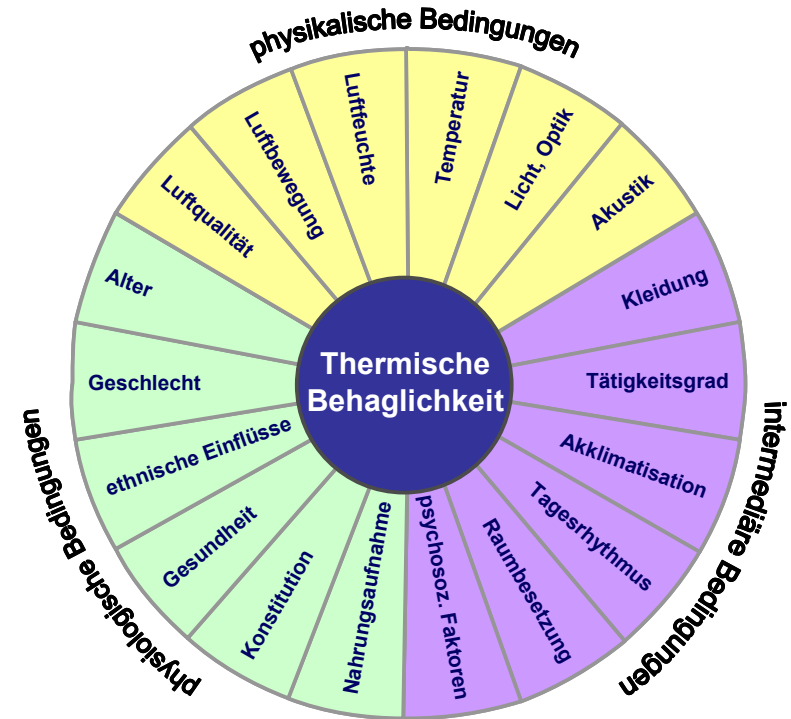 physikalische Bedingungen
Luftqualität
Luftbewegung
Luftfeuchte
Temperatur
Licht, Optik
Akustik
intermediäre Bedingungen
Kleidung
Tätigkeitsgrad
Akklimatisation
Tagesrhythmus
Raumbesetzung
psychosoz. Faktoren
physiologische Bedingungen
Alter
Geschlecht
ethnische Einflüsse
Gesundheit
Konstitution
Nahrungsaufnahme
Thermische
Behaglichkeit